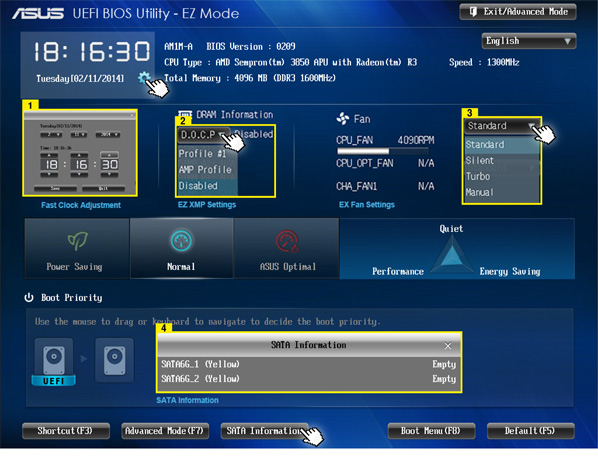 ASUS UEFI BIOS Utility - EZ Mode
Exit/Advanced Mode
English
18:16:30
Tuesday[02/11/2014]
AM1M-A BIOS Version : 0209
CPU Type : AMD Sempron(tm) 3850 APU with Radeon(tm) R3 Speed : 1300MHz
Total Memory : 4096 MB (DDR3 1600MHz)
1
Tuesday[02/11/2014]
2 11 2014
Time: 18:16:36
18 : 16 : 30
Save Quit
Fast Clock Adjustment
DRAM Information
2
D.O.C.P Disabled
Profile #1
AMP Profile
Disabled
EZ XMP Settings
Fan
CPU_FAN 4090RPM
CPU_OPT_FAN N/A
CHA_FAN1 N/A
EX Fan Settings
3
Standard
Standard
Silent
Turbo
Manual
Power Saving
Normal
ASUS Optimal
Quiet
Performance
Energy Saving
Boot Priority
Use the mouse to drag or keyboard to navigate to decide the boot priority.
UEFI
4
SATA Information
SATA6G_1 (Yellow) Empty
SATA6G_2 (Yellow) Empty
SATA Information
Shortcut(F3)
Advanced Mode(F7)
SATA Information
Boot Menu(F8)
Default(F5)